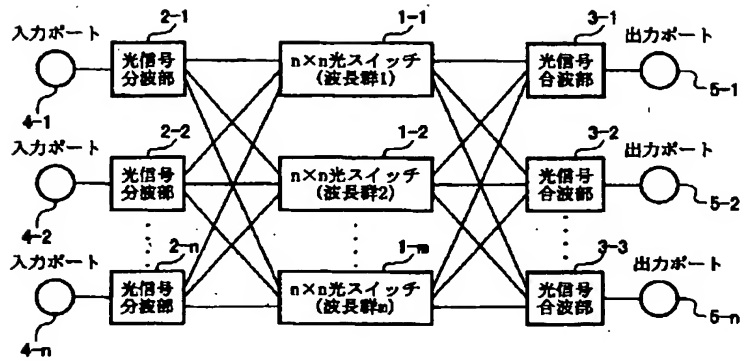 2-1
1-1
3-1
入力ポート
出力ポート
光信号
分波部
n×n光スイッチ
(波長群1)
光信号
合波部
4-1
5-1
2-2
1-2
3-2
入力ポート
出力ポート
光信号
分波部
n×n光スイッチ
(波長群2)
光信号
合波部
4-2
5-2
2-n
1-m
3-3
入力ポート
出力ポート
光信号
分波部
n×n光スイッチ
(波長群m)
光信号
合波部
4-n
5-n